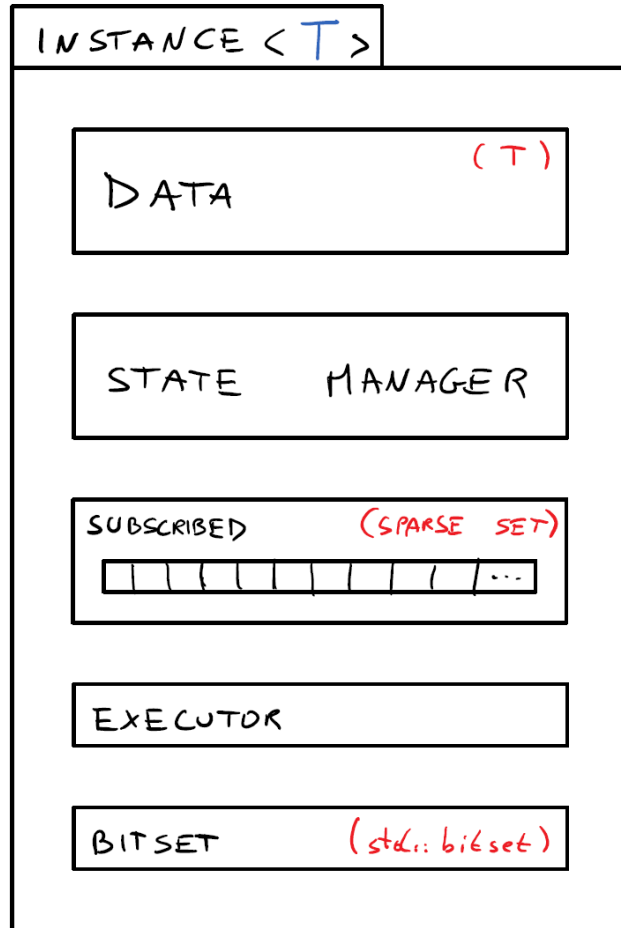 INSTANCE <T>
(T)
DATA
STATE MANAGER
SUBSCRIBED (SPARSE SET)
...
EXECUTOR
BITSET (std::bitset)